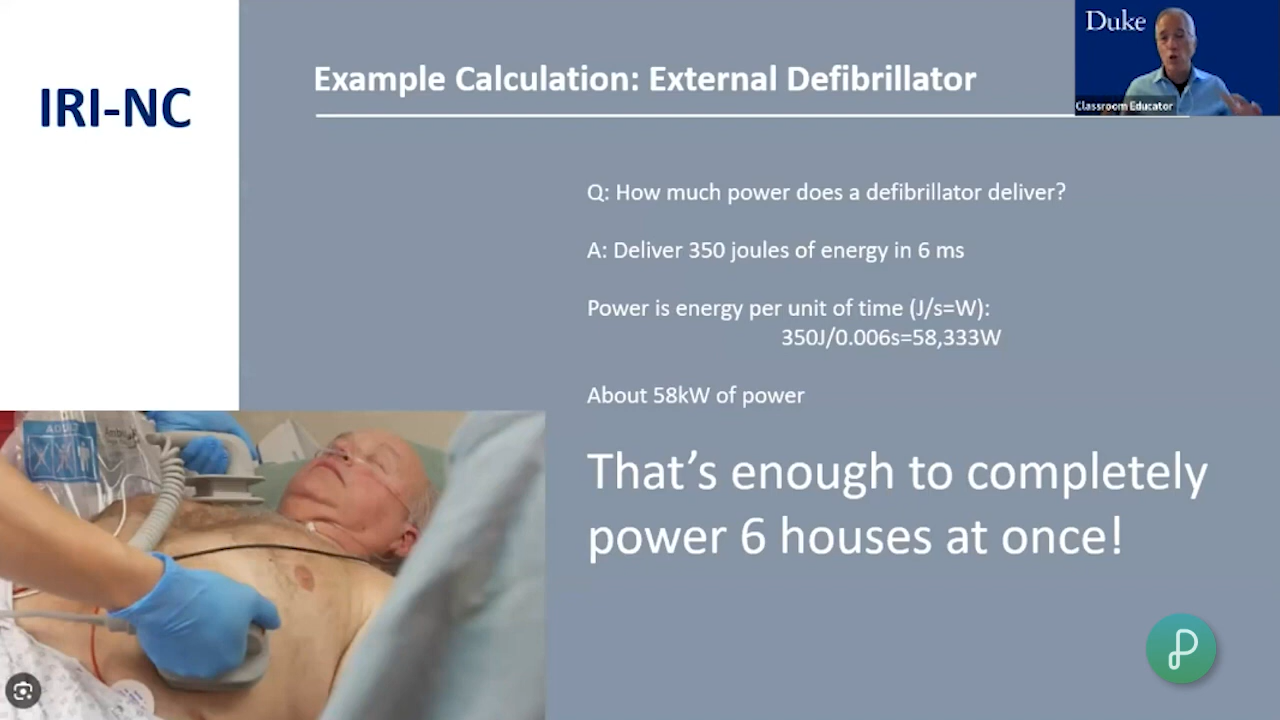 Duke
Classroom Educator
IRI-NC
Example Calculation: External Defibrillator
Q: How much power does a defibrillator deliver?
A: Deliver 350 joules of energy in 6 ms
Power is energy per unit of time (J/s=W):
350J/0.006s=58,333W
About 58kW of power
That’s enough to completely
power 6 houses at once!
ADULT